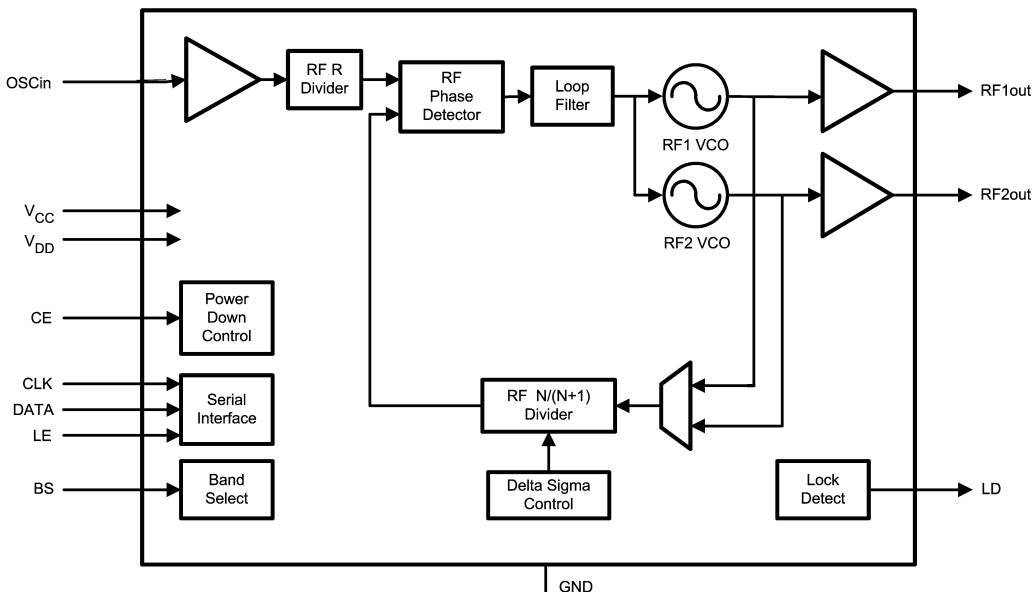 OSCin
RF R
Divider
RF
Phase
Detector
Loop
Filter
RF1 VCO
RF1out
RF2 VCO
RF2out
VCC
VDD
CE
Power
Down
Control
CLK
DATA
LE
Serial
Interface
BS
Band
Select
RF N/(N+1)
Divider
Delta Sigma
Control
Lock
Detect
LD
GND